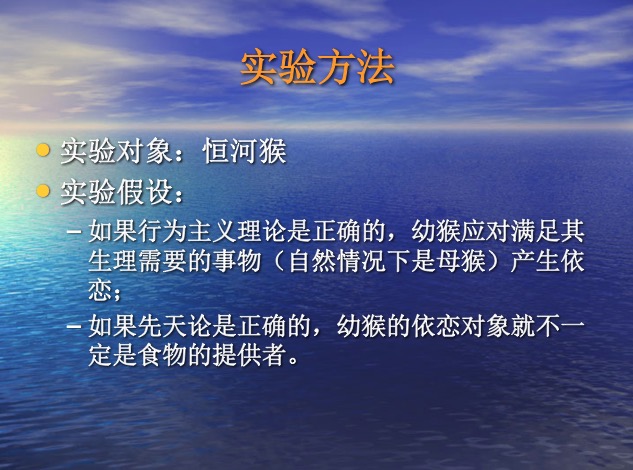 实验方法
实验对象：恒河猴
实验假设：
– 如果行为主义理论是正确的，幼猴应对满足其
生理需要的事物（自然情况下是母猴）产生依
恋；
– 如果先天论是正确的，幼猴的依恋对象就不一
定是食物的提供者。